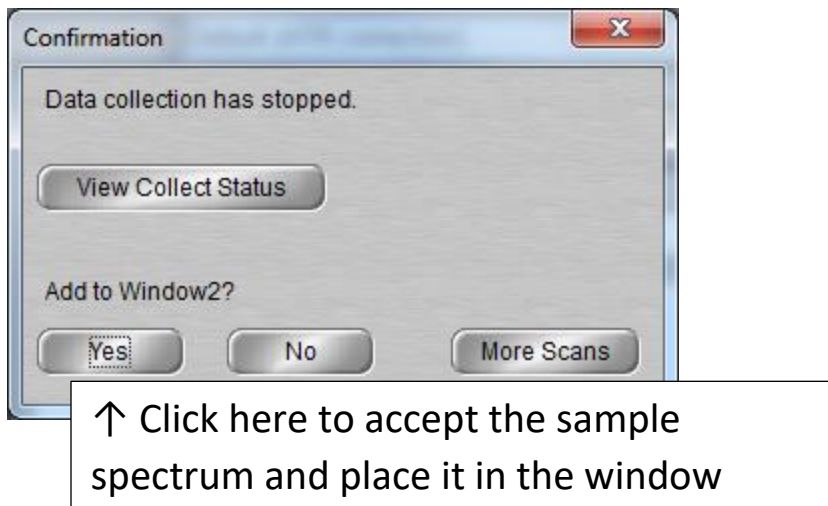 Confirmation
Data collection has stopped.
View Collect Status
Add to Window2?
Yes No More Scans
↑ Click here to accept the sample
spectrum and place it in the window